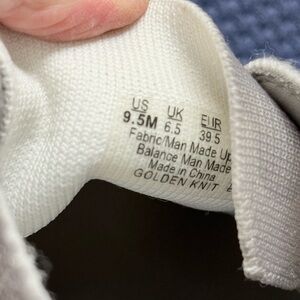 US UK EUR
9.5M 6.5 39.5
Fabric/Man Made Up
Balance Man Made
Made in China
GOLDEN KNIT